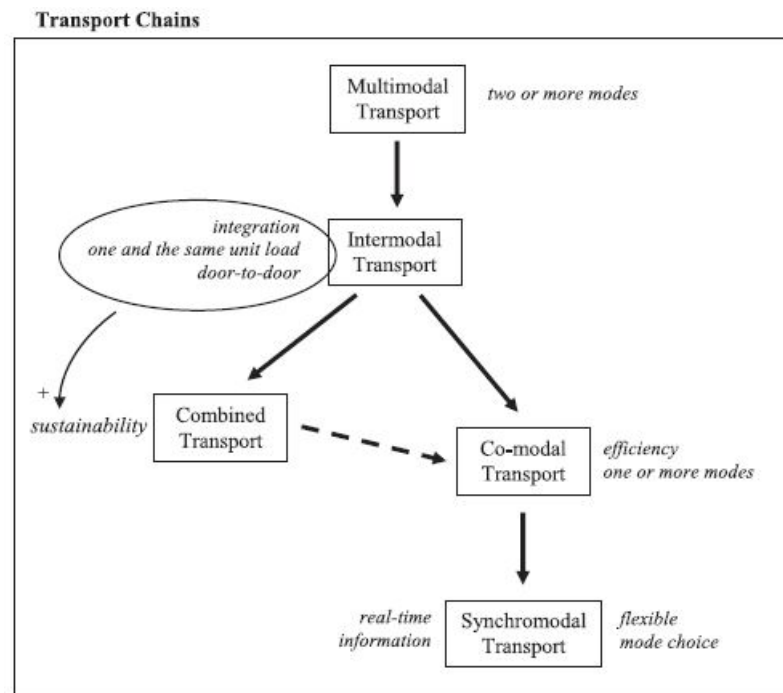 Transport Chains
Multimodal
Transport
two or more modes
integration
one and the same unit load
door-to-door
Intermodal
Transport
+
sustainability
Combined
Transport
Co-modal
Transport
efficiency
one or more modes
real-time
information
Synchromodal
Transport
flexible
mode choice